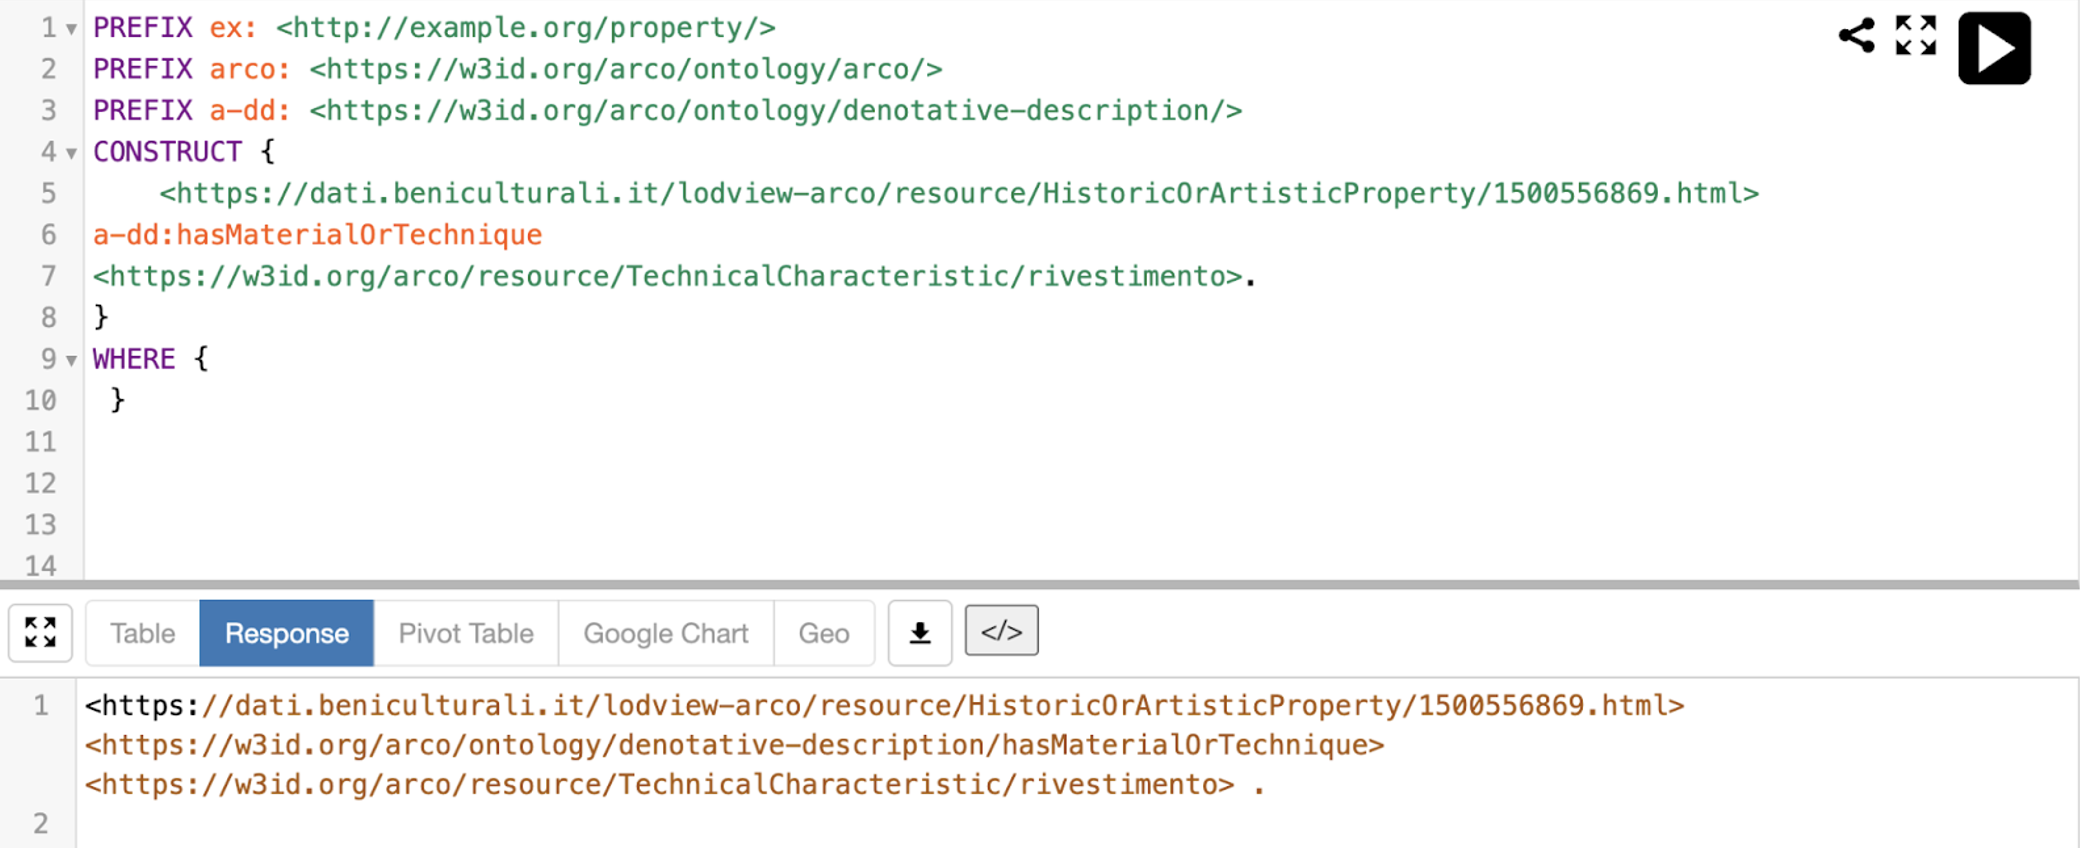 1 PREFIX ex: <http://example.org/property/>
2 PREFIX arco: <https://w3id.org/arco/ontology/arco/>
3 PREFIX a-dd: <https://w3id.org/arco/ontology/denotative-description/>
4 CONSTRUCT {
5 <https://dati.beniculturali.it/lodview-arco/resource/HistoricOrArtisticProperty/1500556869.html>
6 a-dd:hasMaterialOrTechnique
7 <https://w3id.org/arco/resource/TechnicalCharacteristic/rivestimento>.
8 }
9 WHERE {
10 }
11
12
13
14
Table Response Pivot Table Google Chart Geo </>
1 <https://dati.beniculturali.it/lodview-arco/resource/HistoricOrArtisticProperty/1500556869.html>
<https://w3id.org/arco/ontology/denotative-description/hasMaterialOrTechnique>
<https://w3id.org/arco/resource/TechnicalCharacteristic/rivestimento> .
2